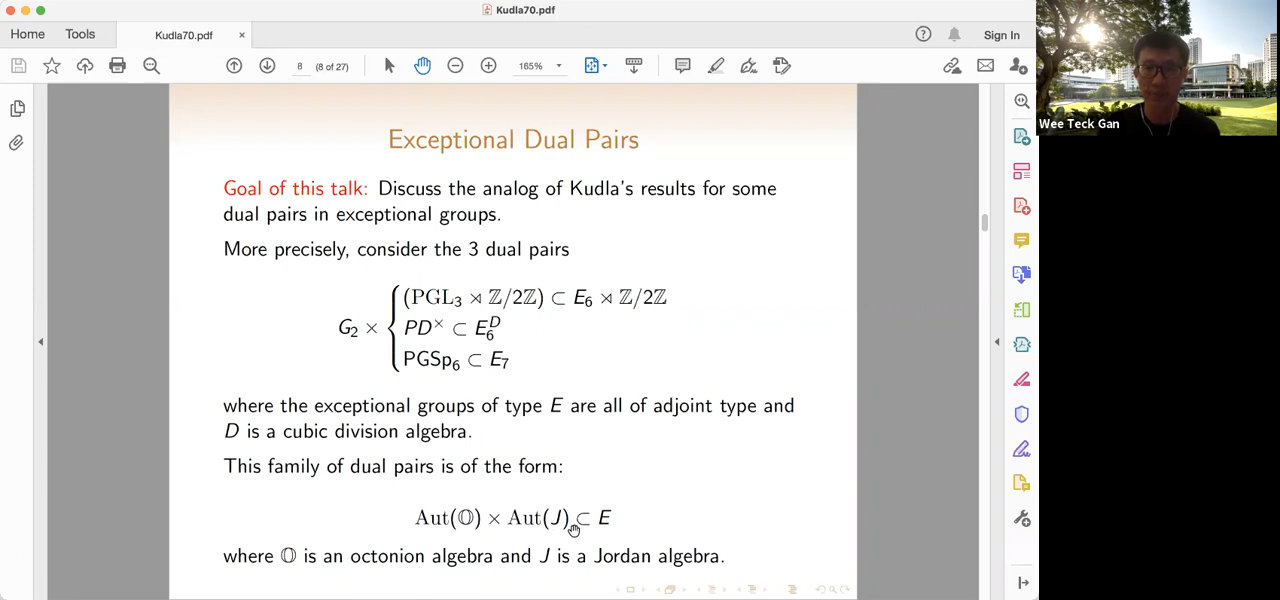 Kudla70.pdf
Home
Tools
Kudla70.pdf
×
Sign In
8
(8 of 27)
165%
Wee Teck Gan
Exceptional Dual Pairs
Goal of this talk: Discuss the analog of Kudla's results for some
dual pairs in exceptional groups.
More precisely, consider the 3 dual pairs
(PGL₃ ⋊ ℤ/2ℤ) ⊂ E₆ ⋊ ℤ/2ℤ
G₂ × { PD^× ⊂ E₆^D
PGSp₆ ⊂ E₇
where the exceptional groups of type E are all of adjoint type and
D is a cubic division algebra.
This family of dual pairs is of the form:
Aut(𝕆) × Aut(J) ⊂ E
where 𝕆 is an octonion algebra and J is a Jordan algebra.